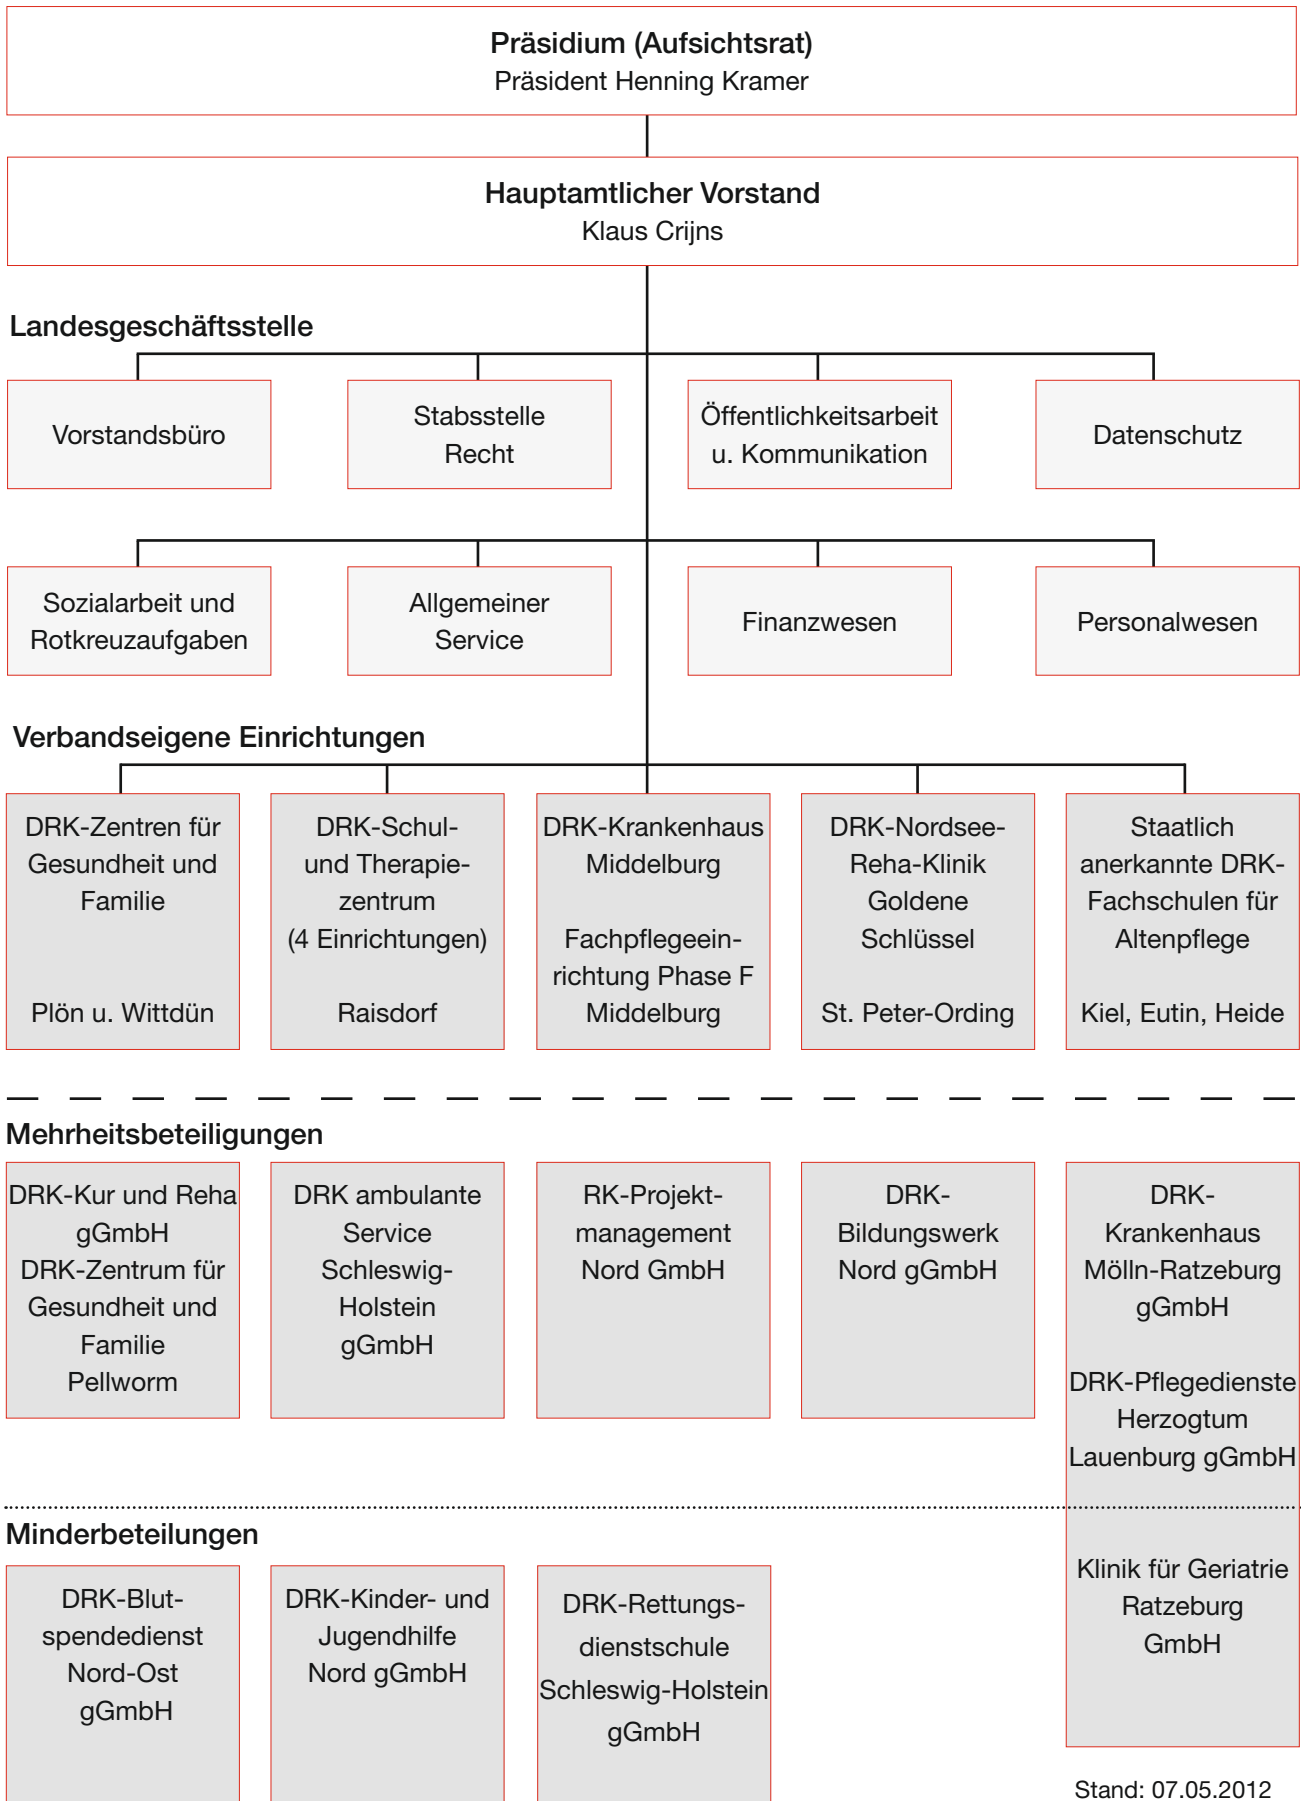 Präsidium (Aufsichtsrat)
Präsident Henning Kramer
Hauptamtlicher Vorstand
Klaus Crijns
Landesgeschäftsstelle
Vorstandsbüro
Stabsstelle
Recht
Öffentlichkeitsarbeit
u. Kommunikation
Datenschutz
Sozialarbeit und
Rotkreuzaufgaben
Allgemeiner
Service
Finanzwesen
Personalwesen
Verbandseigene Einrichtungen
DRK-Zentren für
Gesundheit und
Familie
Plön u. Wittdün
DRK-Schul-
und Therapie-
zentrum
(4 Einrichtungen)
Raisdorf
DRK-Krankenhaus
Middelburg
Fachpflegeein-
richtung Phase F
Middelburg
DRK-Nordsee-
Reha-Klinik
Goldene
Schlüssel
St. Peter-Ording
Staatlich
anerkannte DRK-
Fachschulen für
Altenpflege
Kiel, Eutin, Heide
Mehrheitsbeteiligungen
DRK-Kur und Reha
gGmbH
DRK-Zentrum für
Gesundheit und
Familie
Pellworm
DRK ambulante
Service
Schleswig-
Holstein
gGmbH
RK-Projekt-
management
Nord GmbH
DRK-
Bildungswerk
Nord gGmbH
DRK-
Krankenhaus
Mölln-Ratzeburg
gGmbH
DRK-Pflegedienste
Herzogtum
Lauenburg gGmbH
Klinik für Geriatrie
Ratzeburg
GmbH
Minderbeteilungen
DRK-Blut-
spendedienst
Nord-Ost
gGmbH
DRK-Kinder- und
Jugendhilfe
Nord gGmbH
DRK-Rettungs-
dienstschule
Schleswig-Holstein
gGmbH
Stand: 07.05.2012